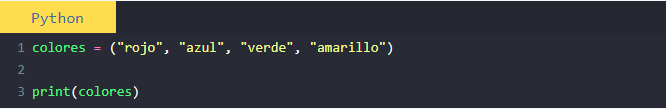 Python
1 colores = ("rojo", "azul", "verde", "amarillo")
2
3 print(colores)